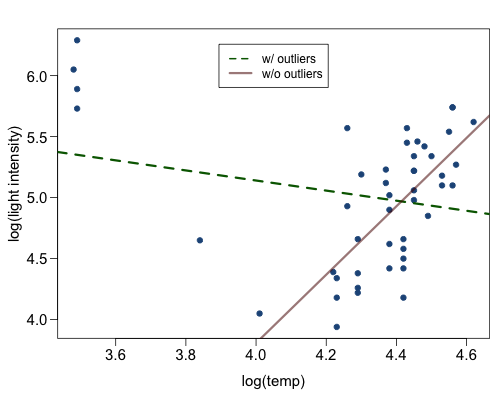 w/ outliers
w/o outliers
6.0
5.5
5.0
4.5
4.0
log(light intensity)
3.6 3.8 4.0 4.2 4.4 4.6
log(temp)